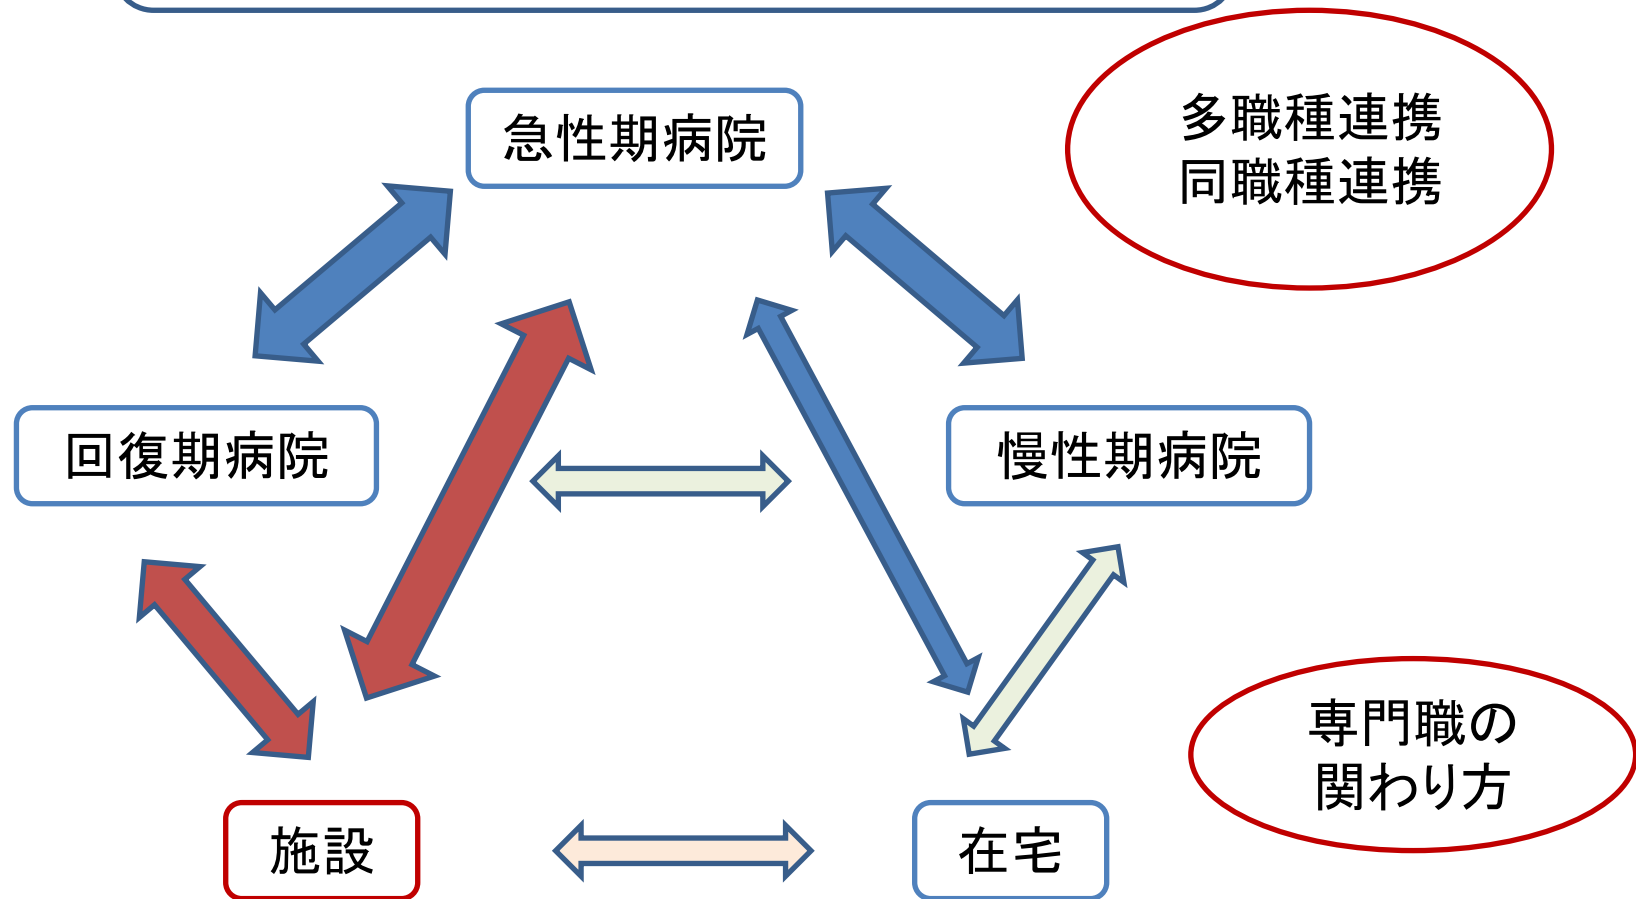 多職種連携
同職種連携
急性期病院
回復期病院
慢性期病院
専門職の
関わり方
施設
在宅